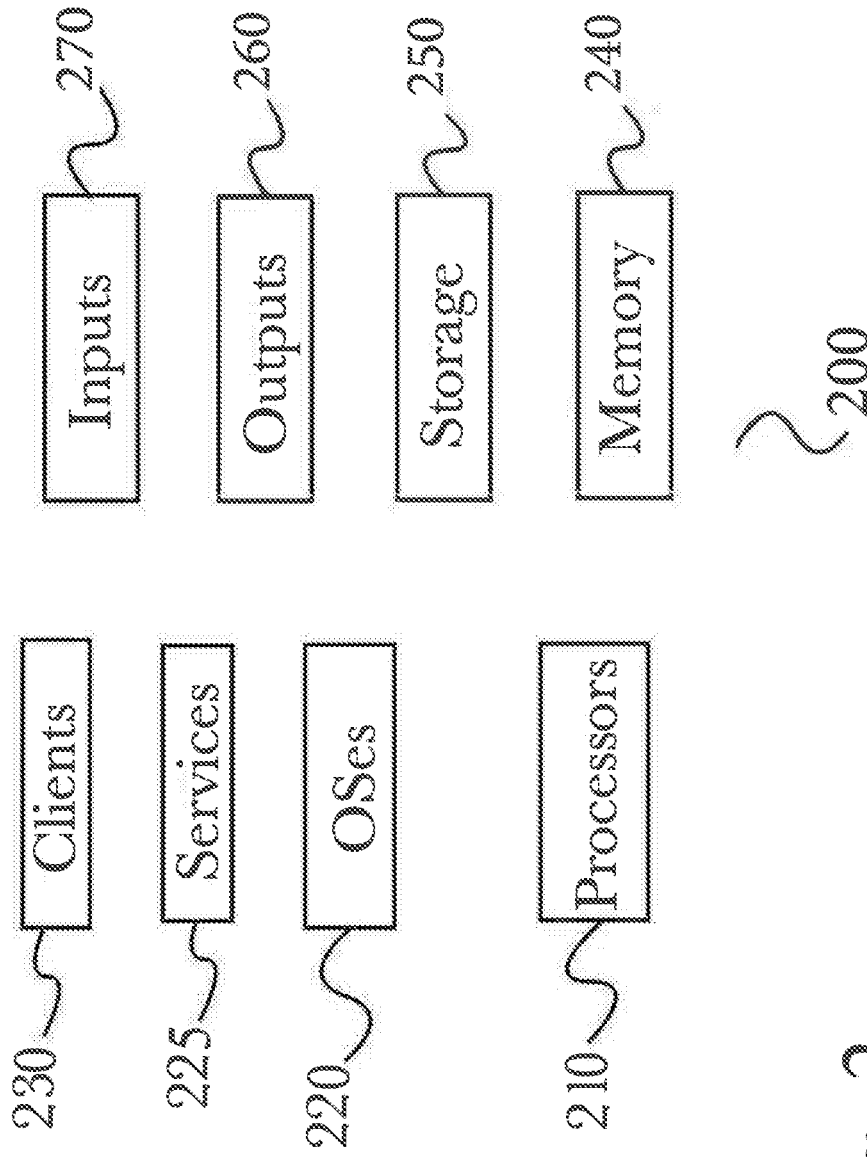 230 Clients Inputs 270
225 Services Outputs 260
220 OSes Storage 250
210 Processors Memory 240
200